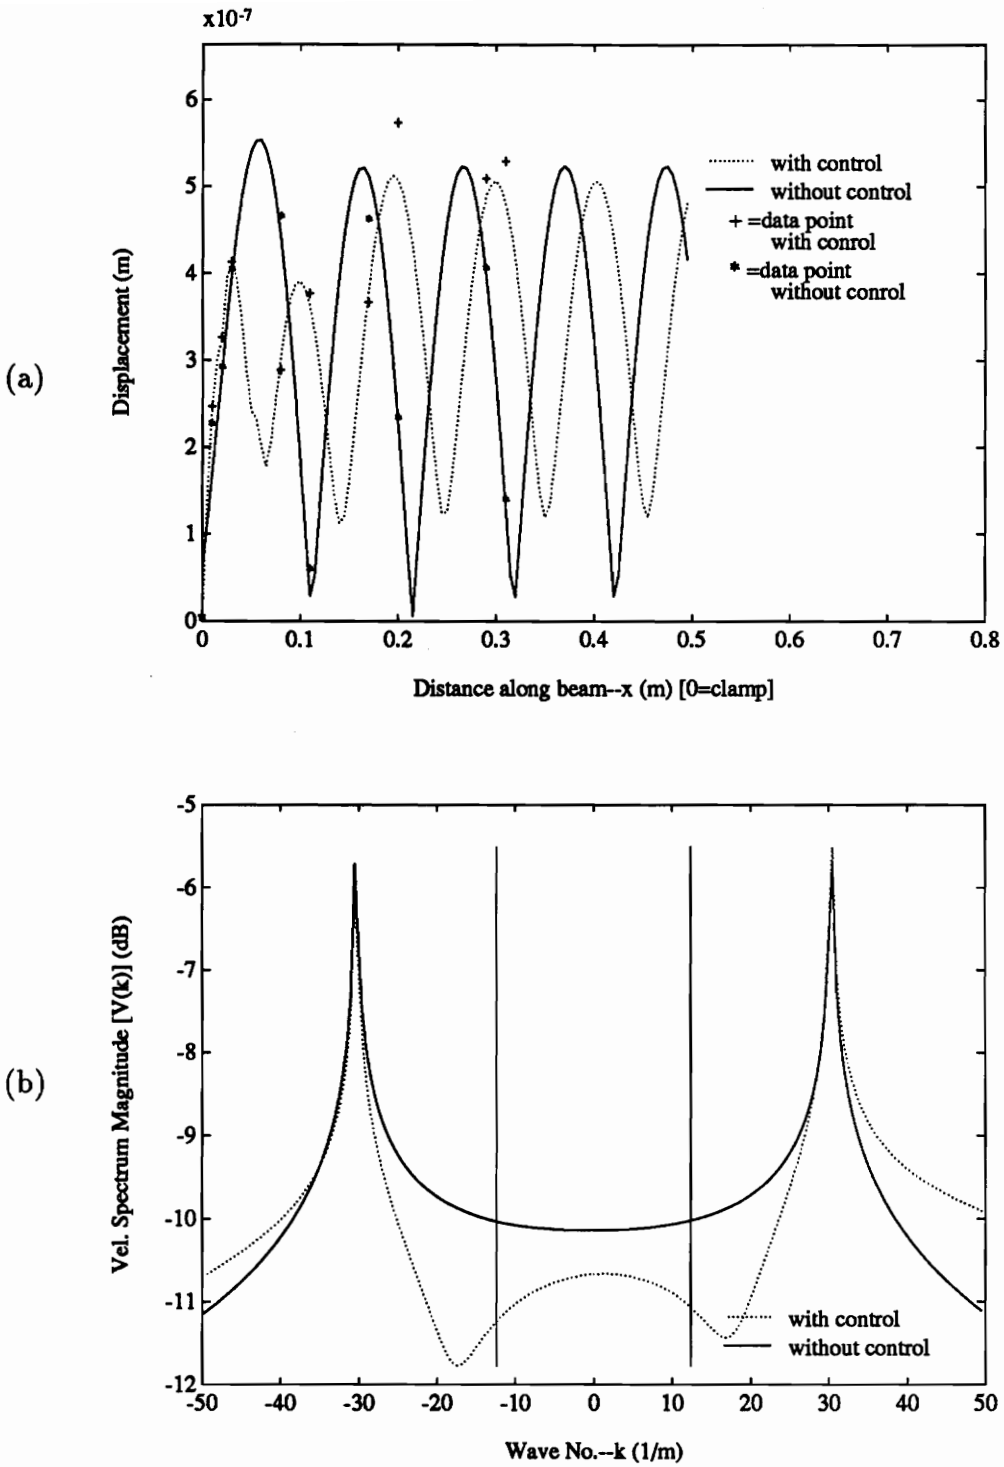 x10-7
6
5
4
3
2
1
0
Displacement (m)
(a)
with control
without control
+ =data point
with conrol
* =data point
without conrol
0 0.1 0.2 0.3 0.4 0.5 0.6 0.7 0.8
Distance along beam--x (m) [0=clamp]
-5
-6
-7
-8
-9
-10
-11
-12
Vel. Spectrum Magnitude [V(k)] (dB)
(b)
with control
without control
-50 -40 -30 -20 -10 0 10 20 30 40 50
Wave No.--k (1/m)